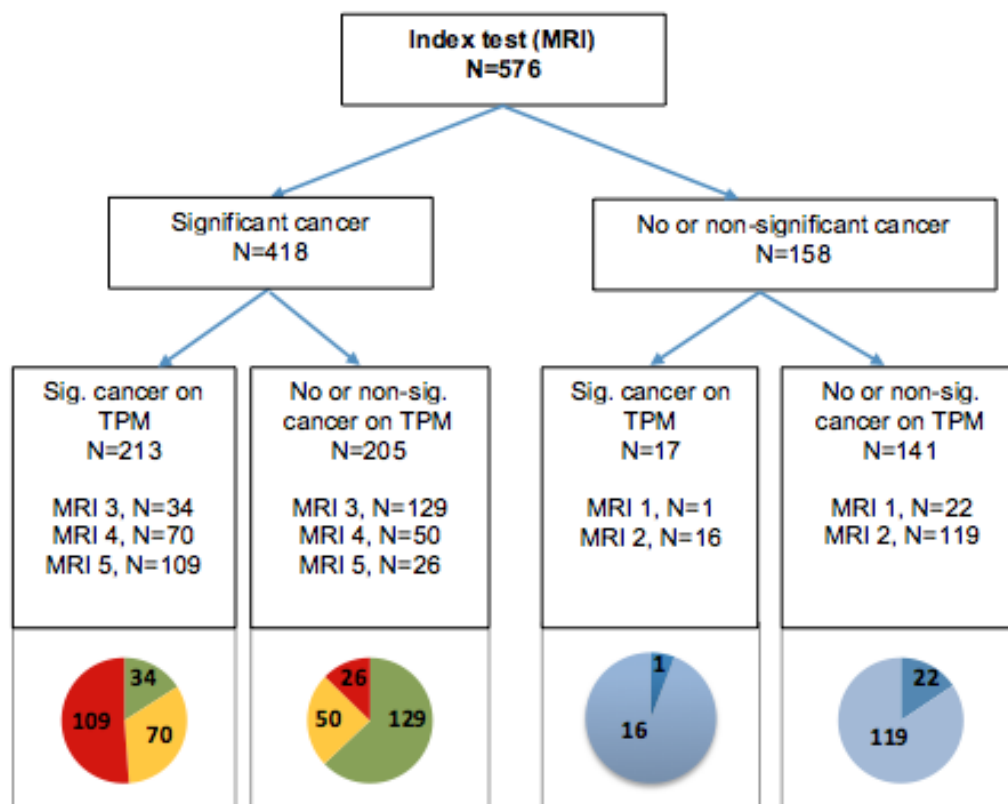 Index test (MRI)
N=576
Significant cancer
N=418
No or non-significant cancer
N=158
Sig. cancer on
TPM
N=213
MRI 3, N=34
MRI 4, N=70
MRI 5, N=109
No or non-sig.
cancer on TPM
N=205
MRI 3, N=129
MRI 4, N=50
MRI 5, N=26
Sig. cancer on
TPM
N=17
MRI 1, N=1
MRI 2, N=16
No or non-sig.
cancer on TPM
N=141
MRI 1, N=22
MRI 2, N=119
34
109
70
26
50
129
1
16
22
119